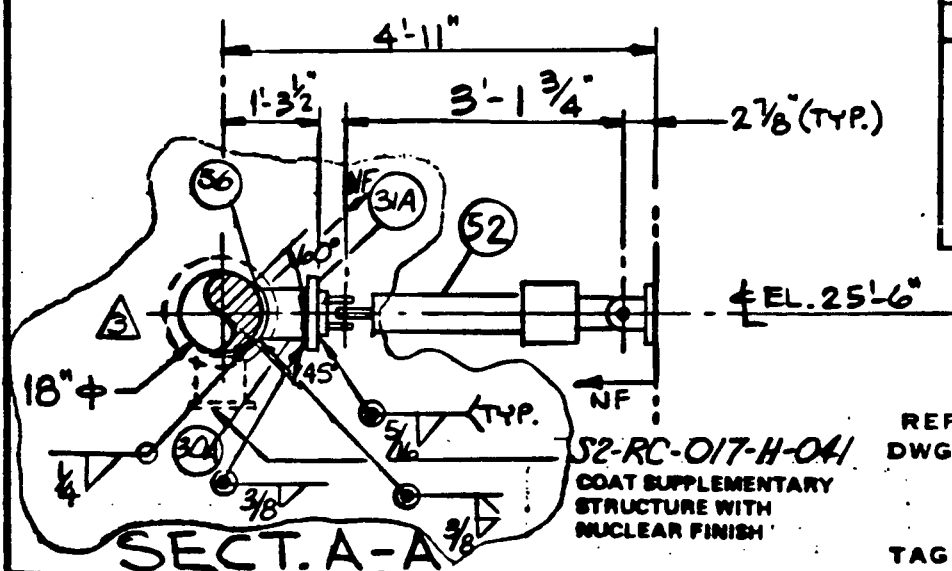 4'-11"
1'-3½"
3'-1 ¾"
2⅞" (TYP.)
56
NF
31A
60°
52
3
℄ EL. 25'-6"
18" ϕ
45°
NF
(TYP.
5/16
30A
1/4
3/8
3/8
S2-RC-017-H-041
COAT SUPPLEMENTARY
STRUCTURE WITH
NUCLEAR FINISH
REF
DWG
TAG
SECT. A-A